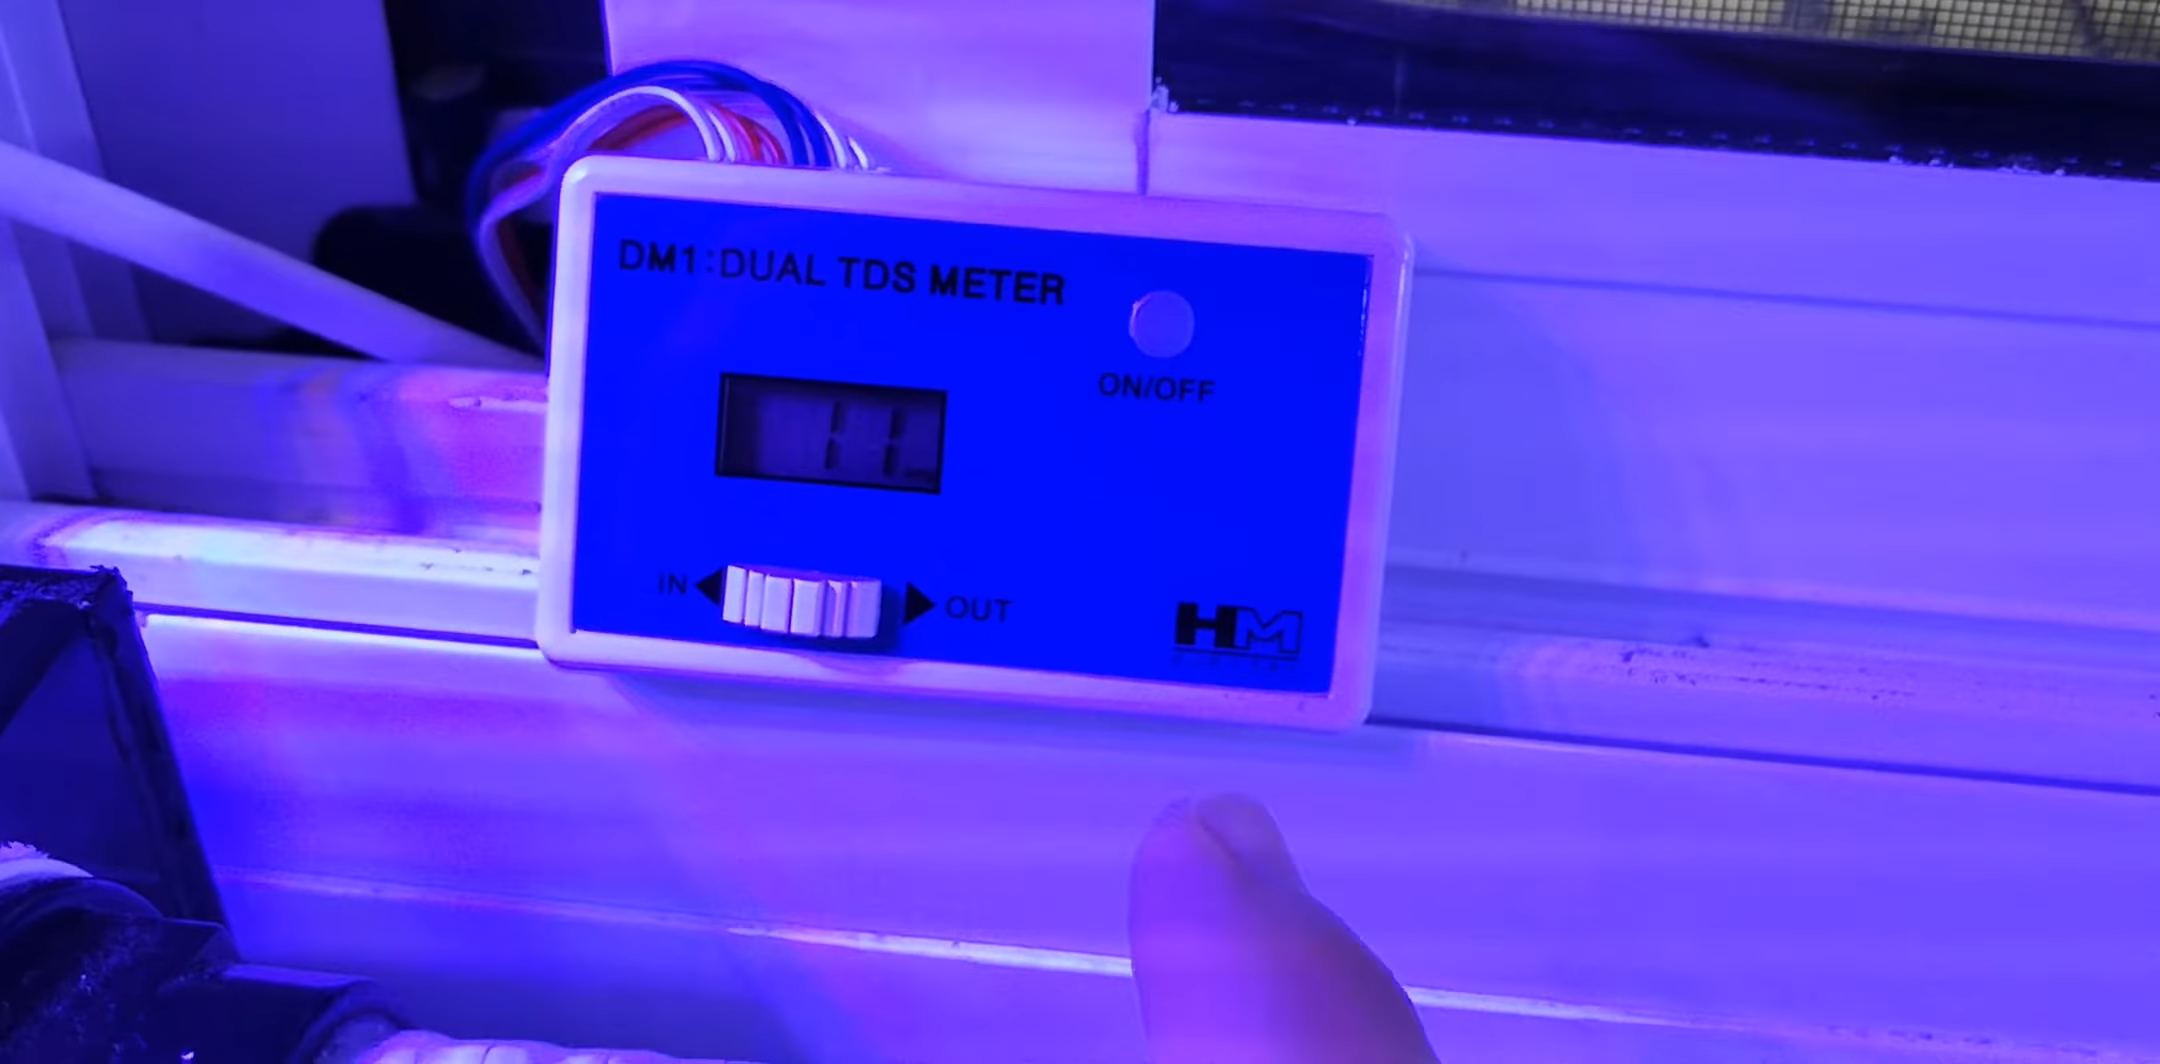 DM1:DUAL TDS METER
ON/OFF
11
IN
OUT
HM